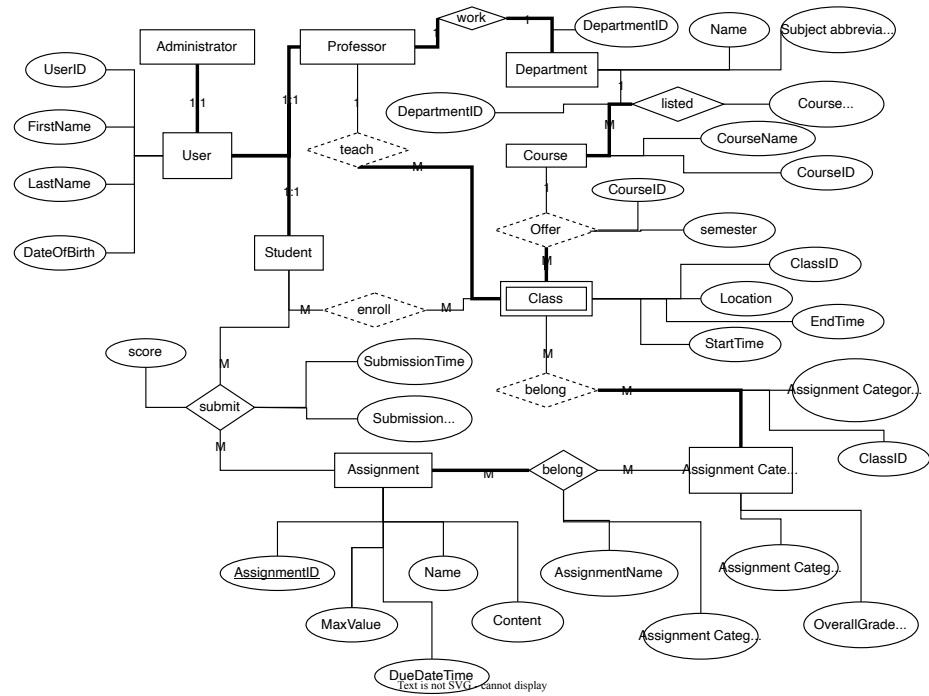 work
1
1
DepartmentID
Name
Subject abbrevia...
Administrator
Professor
Department
UserID
1:1
1:1
1
1
DepartmentID
listed
Course...
FirstName
User
teach
M
M
Course
CourseName
CourseID
LastName
1:1
1
CourseID
DateOfBirth
Student
Offer
semester
M
ClassID
M
enroll
M
Class
Location
EndTime
StartTime
score
M
SubmissionTime
M
submit
Submission...
belong
M
Assignment Categor...
M
Assignment
M
belong
M
Assignment Cate...
ClassID
AssignmentID
Name
AssignmentName
Assignment Categ...
MaxValue
Content
Assignment Categ...
OverallGrade...
DueDateTime
Text is not SVG - cannot display